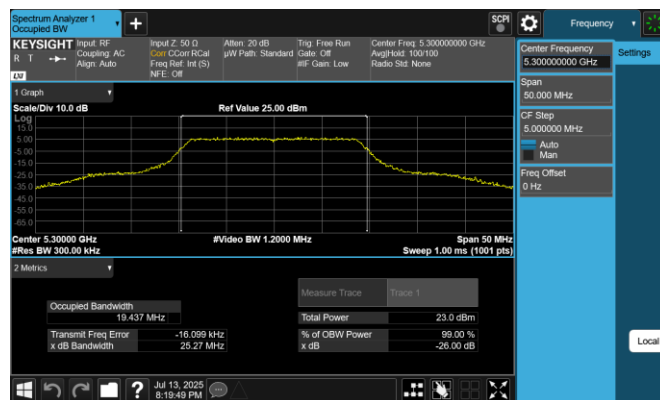 Spectrum Analyzer 1
Occupied BW
SCPI
Frequency
KEYSIGHT
R T
LXI
Input: RF
Coupling: AC
Align: Auto
Input Z: 50 Ω
Corr CCorr RCal
Freq Ref: Int (S)
NFE: Off
Atten: 20 dB
µW Path: Standard
Trig: Free Run
Gate: Off
#IF Gain: Low
Center Freq: 5.300000000 GHz
Avg|Hold: 100/100
Radio Std: None
Center Frequency
5.300000000 GHz
Settings
Span
50.000 MHz
CF Step
5.000000 MHz
Auto
Man
Freq Offset
0 Hz
Local
1 Graph
Scale/Div 10.0 dB
Ref Value 25.00 dBm
Log
15.0
5.00
-5.00
-15.0
-25.0
-35.0
-45.0
-55.0
-65.0
Center 5.30000 GHz
#Video BW 1.2000 MHz
Span 50 MHz
#Res BW 300.00 kHz
Sweep 1.00 ms (1001 pts)
2 Metrics
Measure Trace
Trace 1
Occupied Bandwidth
19.437 MHz
Total Power
23.0 dBm
Transmit Freq Error
-16.099 kHz
% of OBW Power
99.00 %
x dB Bandwidth
25.27 MHz
x dB
-26.00 dB
?
Jul 13, 2025
8:19:49 PM